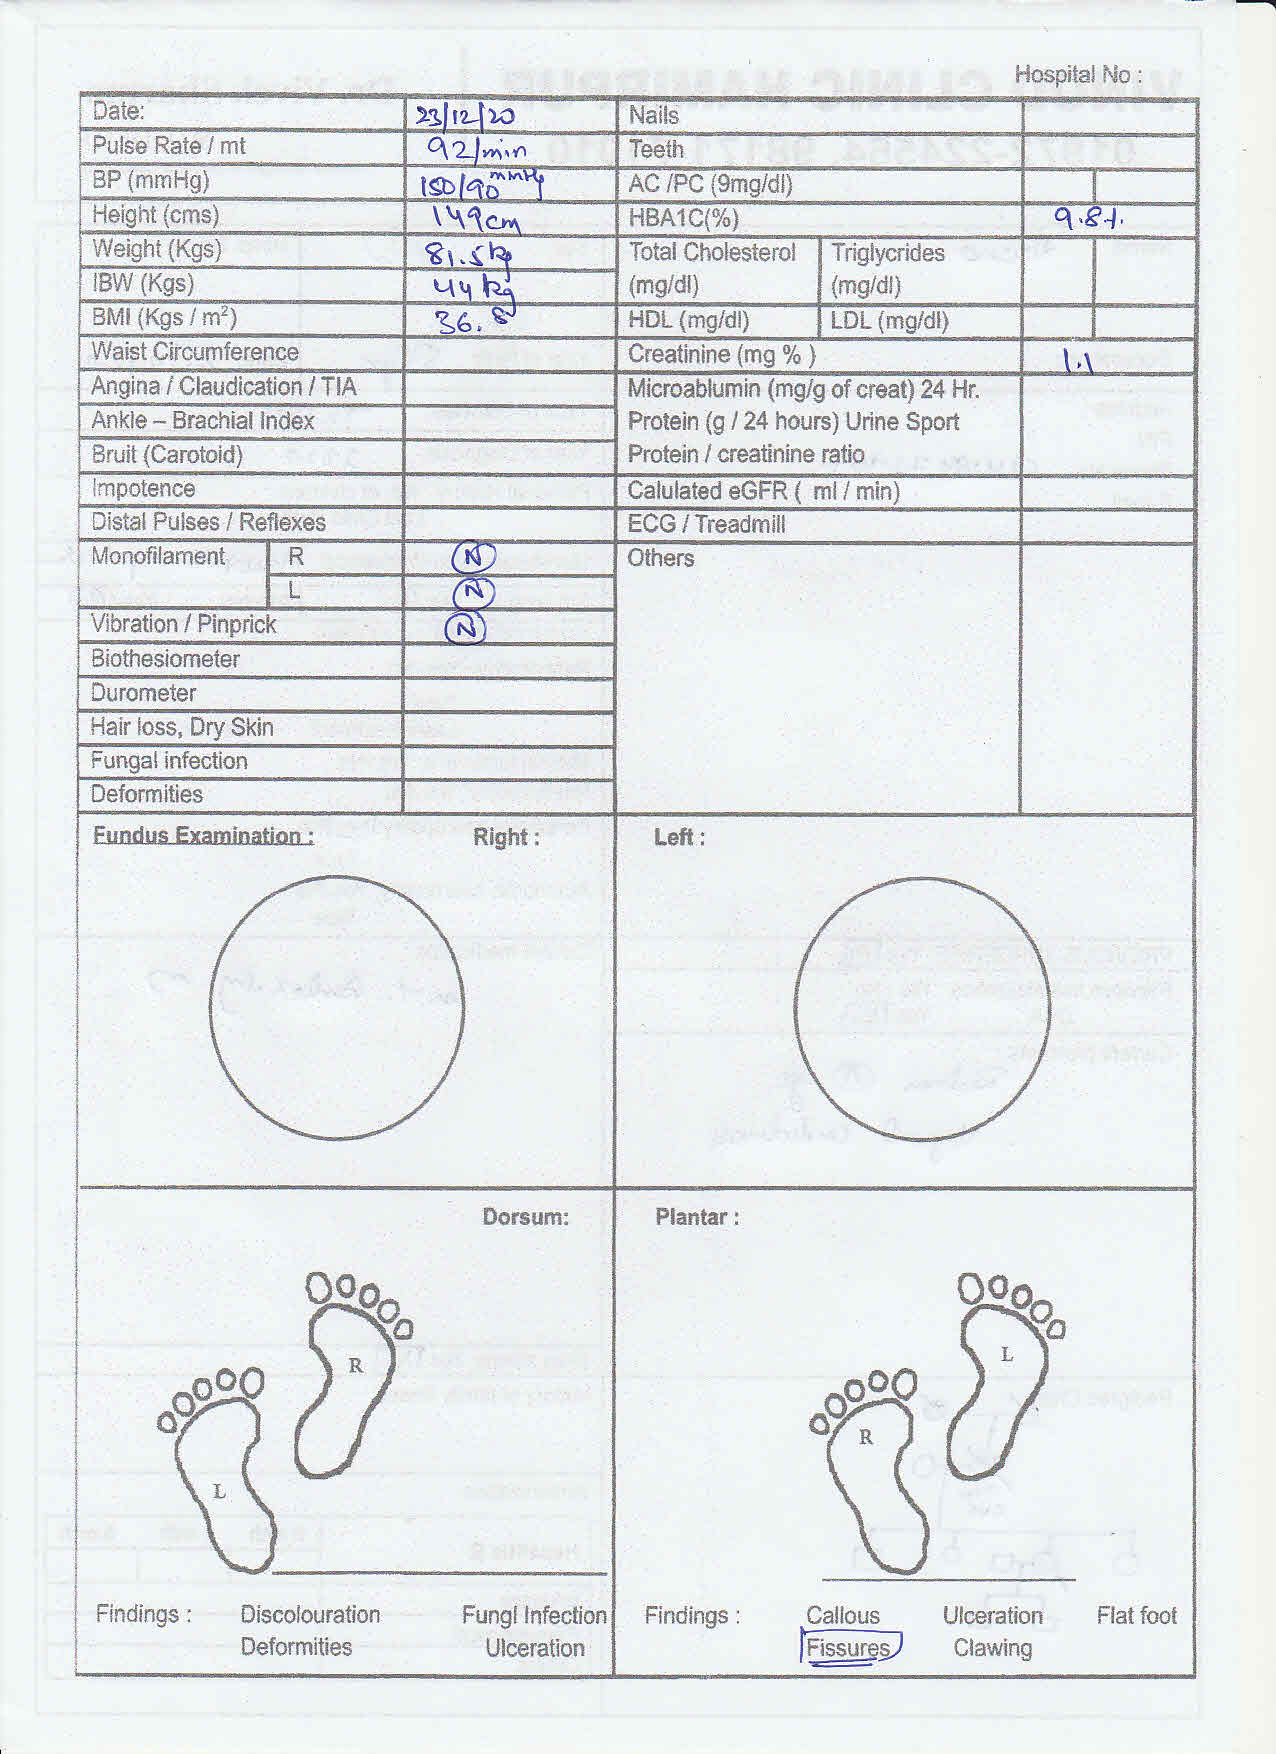 Hospital No :
Date: 23/12/20 Nails
Pulse Rate / mt 92/min Teeth
BP (mmHg) 150/90 mmHg AC /PC (9mg/dl)
Height (cms) 149cm HBA1C(%) 9.8%
Weight (Kgs) 81.5kg Total Cholesterol Triglycrides
IBW (Kgs) 44 kg (mg/dl) (mg/dl)
BMI (Kgs / m²) 36.8 HDL (mg/dl) LDL (mg/dl)
Waist Circumference Creatinine (mg % ) 1.1
Angina / Claudication / TIA Microablumin (mg/g of creat) 24 Hr.
Ankle – Brachial Index Protein (g / 24 hours) Urine Sport
Bruit (Carotoid) Protein / creatinine ratio
Impotence Calulated eGFR ( ml / min)
Distal Pulses / Reflexes ECG / Treadmill
Monofilament R N Others
L N
Vibration / Pinprick N
Biothesiometer
Durometer
Hair loss, Dry Skin
Fungal infection
Deformities
Fundus Examination : Right : Left :
Dorsum: Plantar :
R L
L R
Findings : Discolouration Fungl Infection Findings : Callous Ulceration Flat foot
Deformities Ulceration Fissures Clawing